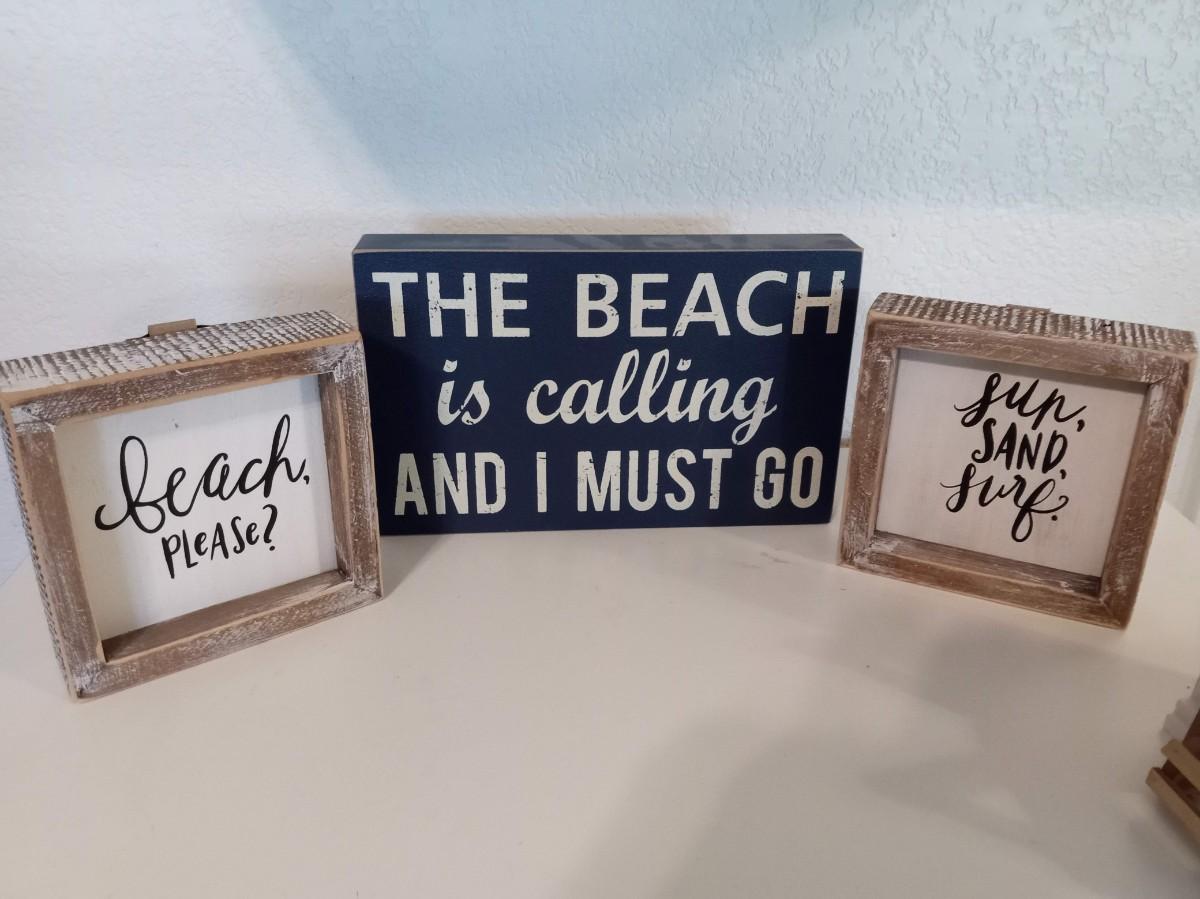 beach,
PLEASE?
THE BEACH
is calling
AND I MUST GO
sun,
SAND,
surf.